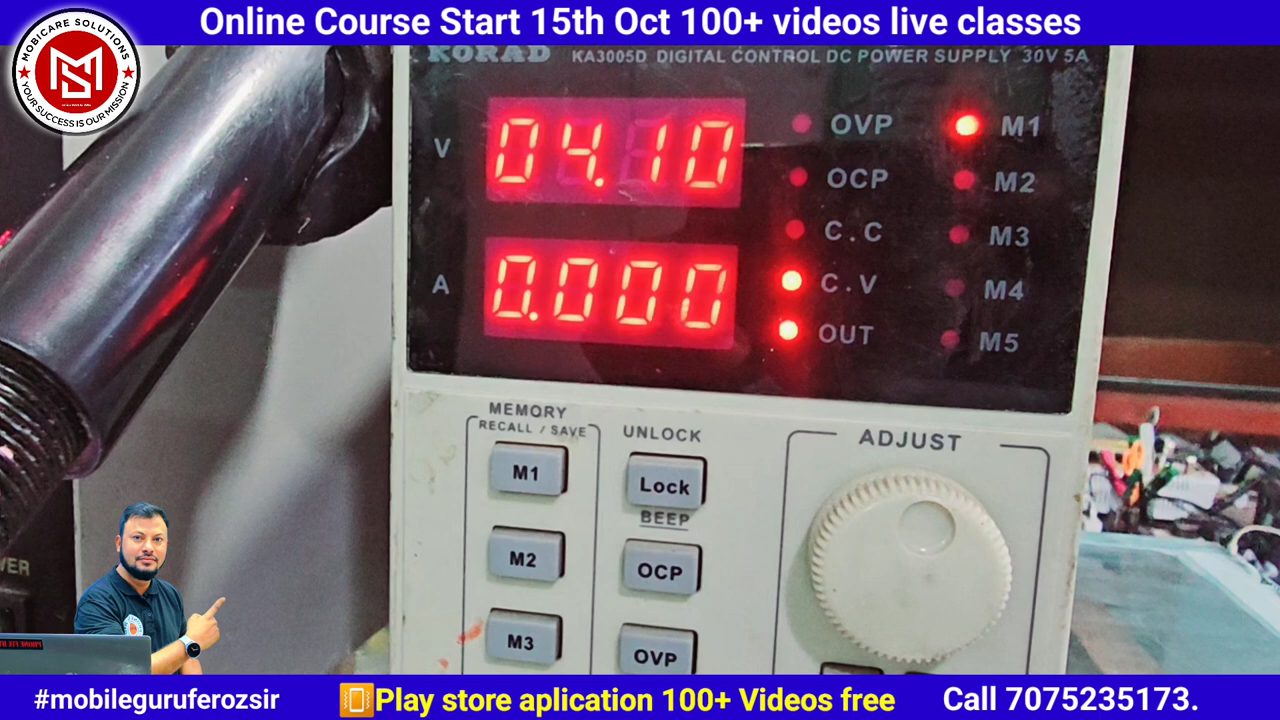 Online Course Start 15th Oct 100+ videos live classes
MOBICARE SOLUTIONS
MS
YOUR SUCCESS IS OUR MISSION
KORAD KA3005D DIGITAL CONTROL DC POWER SUPPLY 30V 5A
V 04.10 OVP M1
OCP M2
C.C M3
A 0.000 C.V M4
OUT M5
MEMORY
RECALL / SAVE UNLOCK ADJUST
M1 Lock
BEEP
M2 OCP
M3 OVP
#mobileguruferozsir Play store aplication 100+ Videos free Call 7075235173.